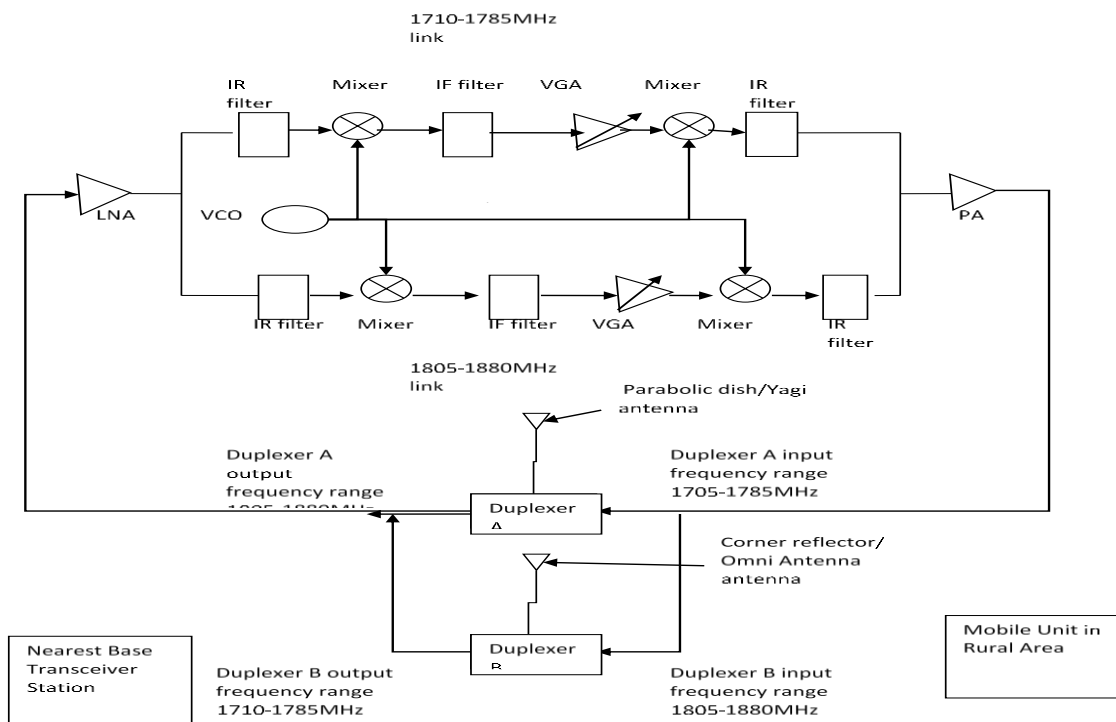 1710-1785MHz
link
IR
filter
Mixer
IF filter
VGA
Mixer
IR
filter
LNA
VCO
PA
IR filter
Mixer
IF filter
VGA
Mixer
IR
filter
1805-1880MHz
link
Parabolic dish/Yagi
antenna
Duplexer A
output
frequency range
Duplexer A input
frequency range
1705-1785MHz
Duplexer
A
Corner reflector/
Omni Antenna
antenna
Duplexer
Nearest Base
Transceiver
Station
Duplexer B output
frequency range
1710-1785MHz
Duplexer B input
frequency range
1805-1880MHz
Mobile Unit in
Rural Area